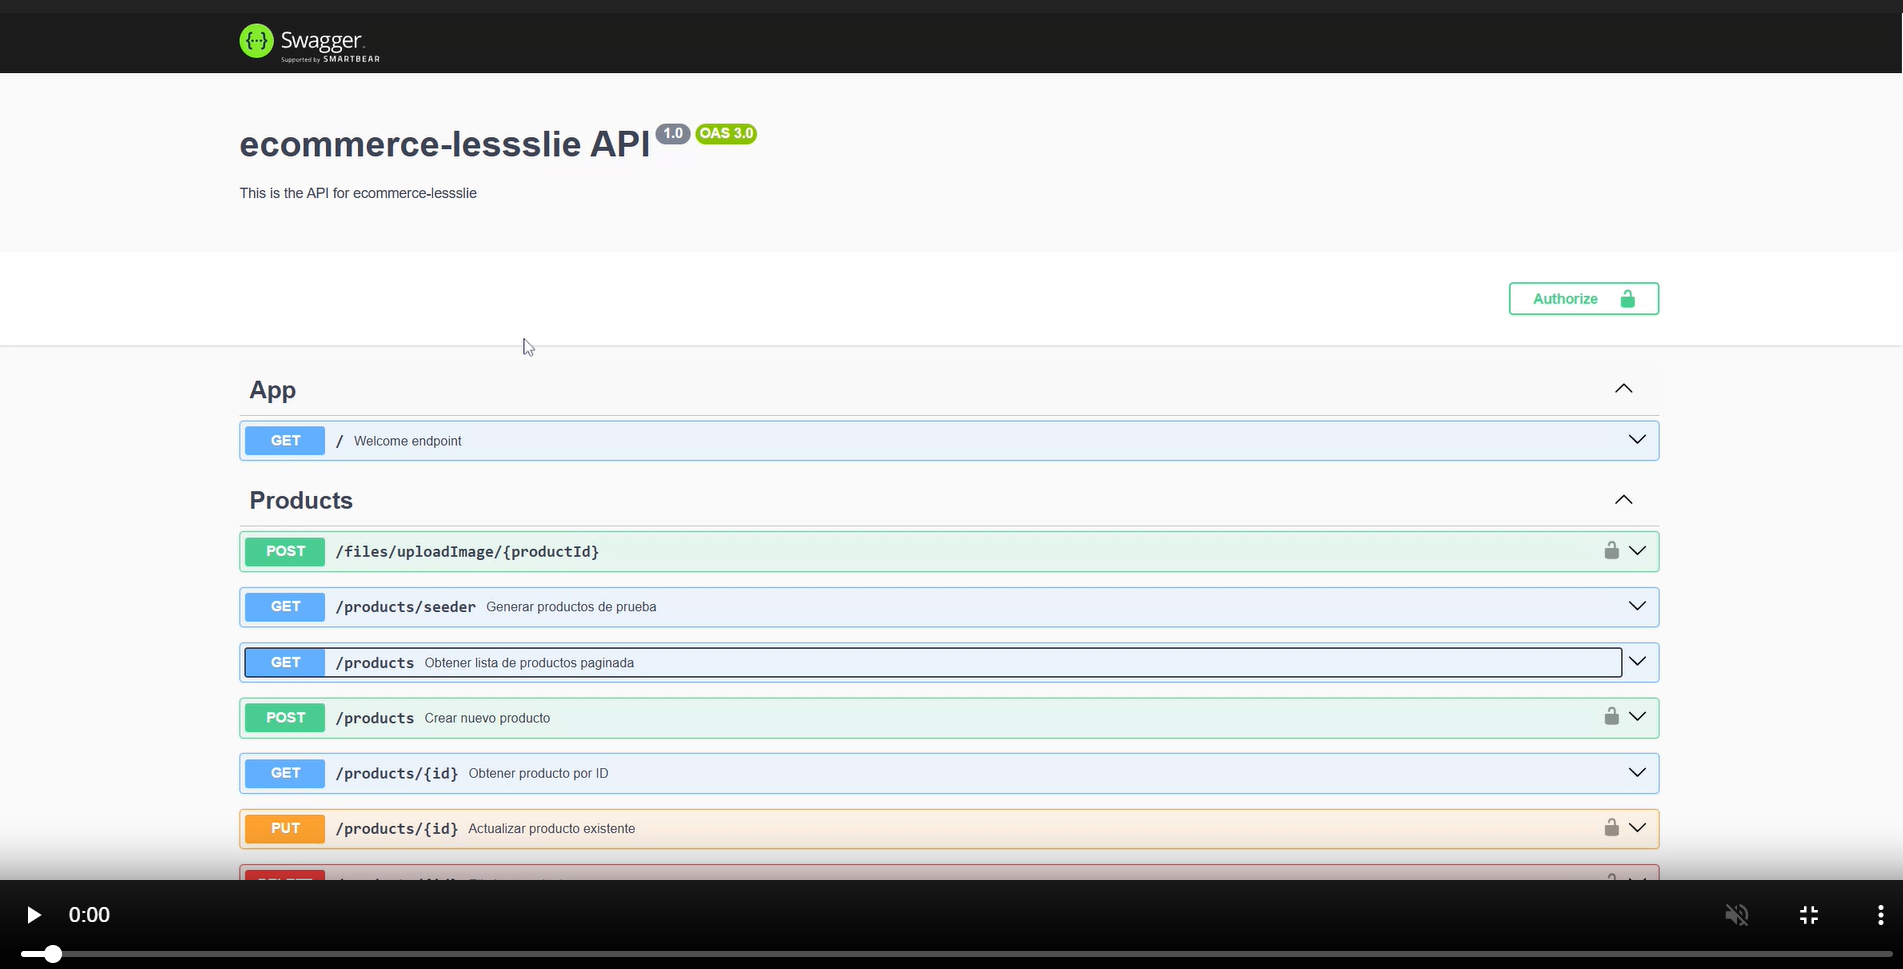 Swagger.
Supported by SMARTBEAR
ecommerce-lessslie API 1.0 OAS 3.0
This is the API for ecommerce-lessslie
Authorize
App
GET / Welcome endpoint
Products
POST /files/uploadImage/{productId}
GET /products/seeder Generar productos de prueba
GET /products Obtener lista de productos paginada
POST /products Crear nuevo producto
GET /products/{id} Obtener producto por ID
PUT /products/{id} Actualizar producto existente
0:00